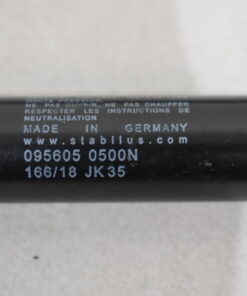 NE PAS OUVRIR, NE PAS CHAUFFER
RESPECTER LES INSTRUCTIONS DE
NEUTRALISATION
MADE IN GERMANY
www.stabilus.com
095605 0500N
166/18 JK35